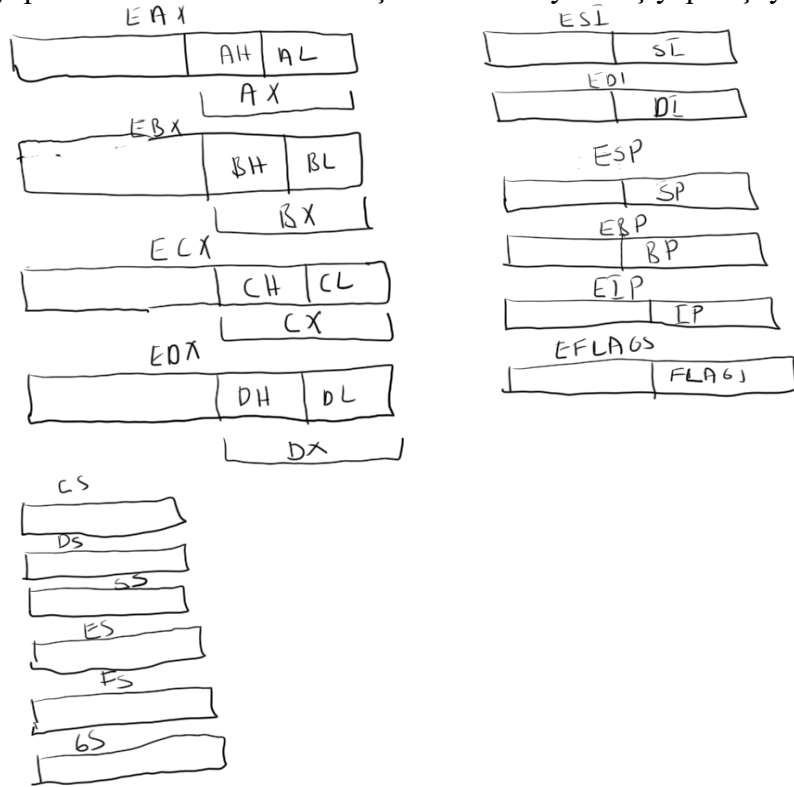 EAX
AH AL
AX
EBX
BH BL
BX
ECX
CH CL
CX
EDX
DH DL
DX
ESI
SI
EDI
DI
ESP
SP
EBP
BP
EIP
IP
EFLAGS
FLAGS
CS
DS
SS
ES
FS
GS